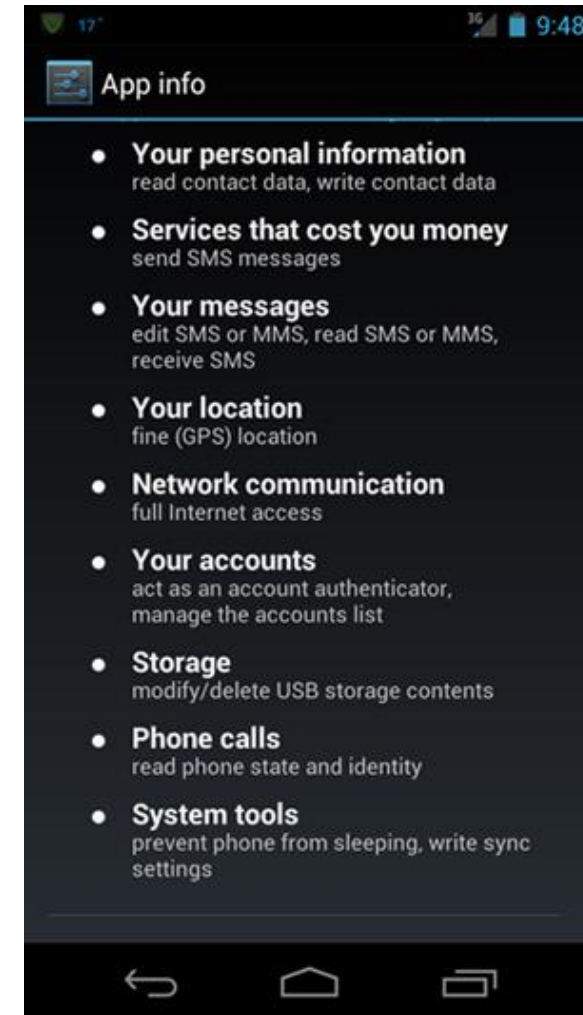 17°
3G
9:48
App info
Your personal information
read contact data, write contact data
Services that cost you money
send SMS messages
Your messages
edit SMS or MMS, read SMS or MMS,
receive SMS
Your location
fine (GPS) location
Network communication
full Internet access
Your accounts
act as an account authenticator,
manage the accounts list
Storage
modify/delete USB storage contents
Phone calls
read phone state and identity
System tools
prevent phone from sleeping, write sync
settings